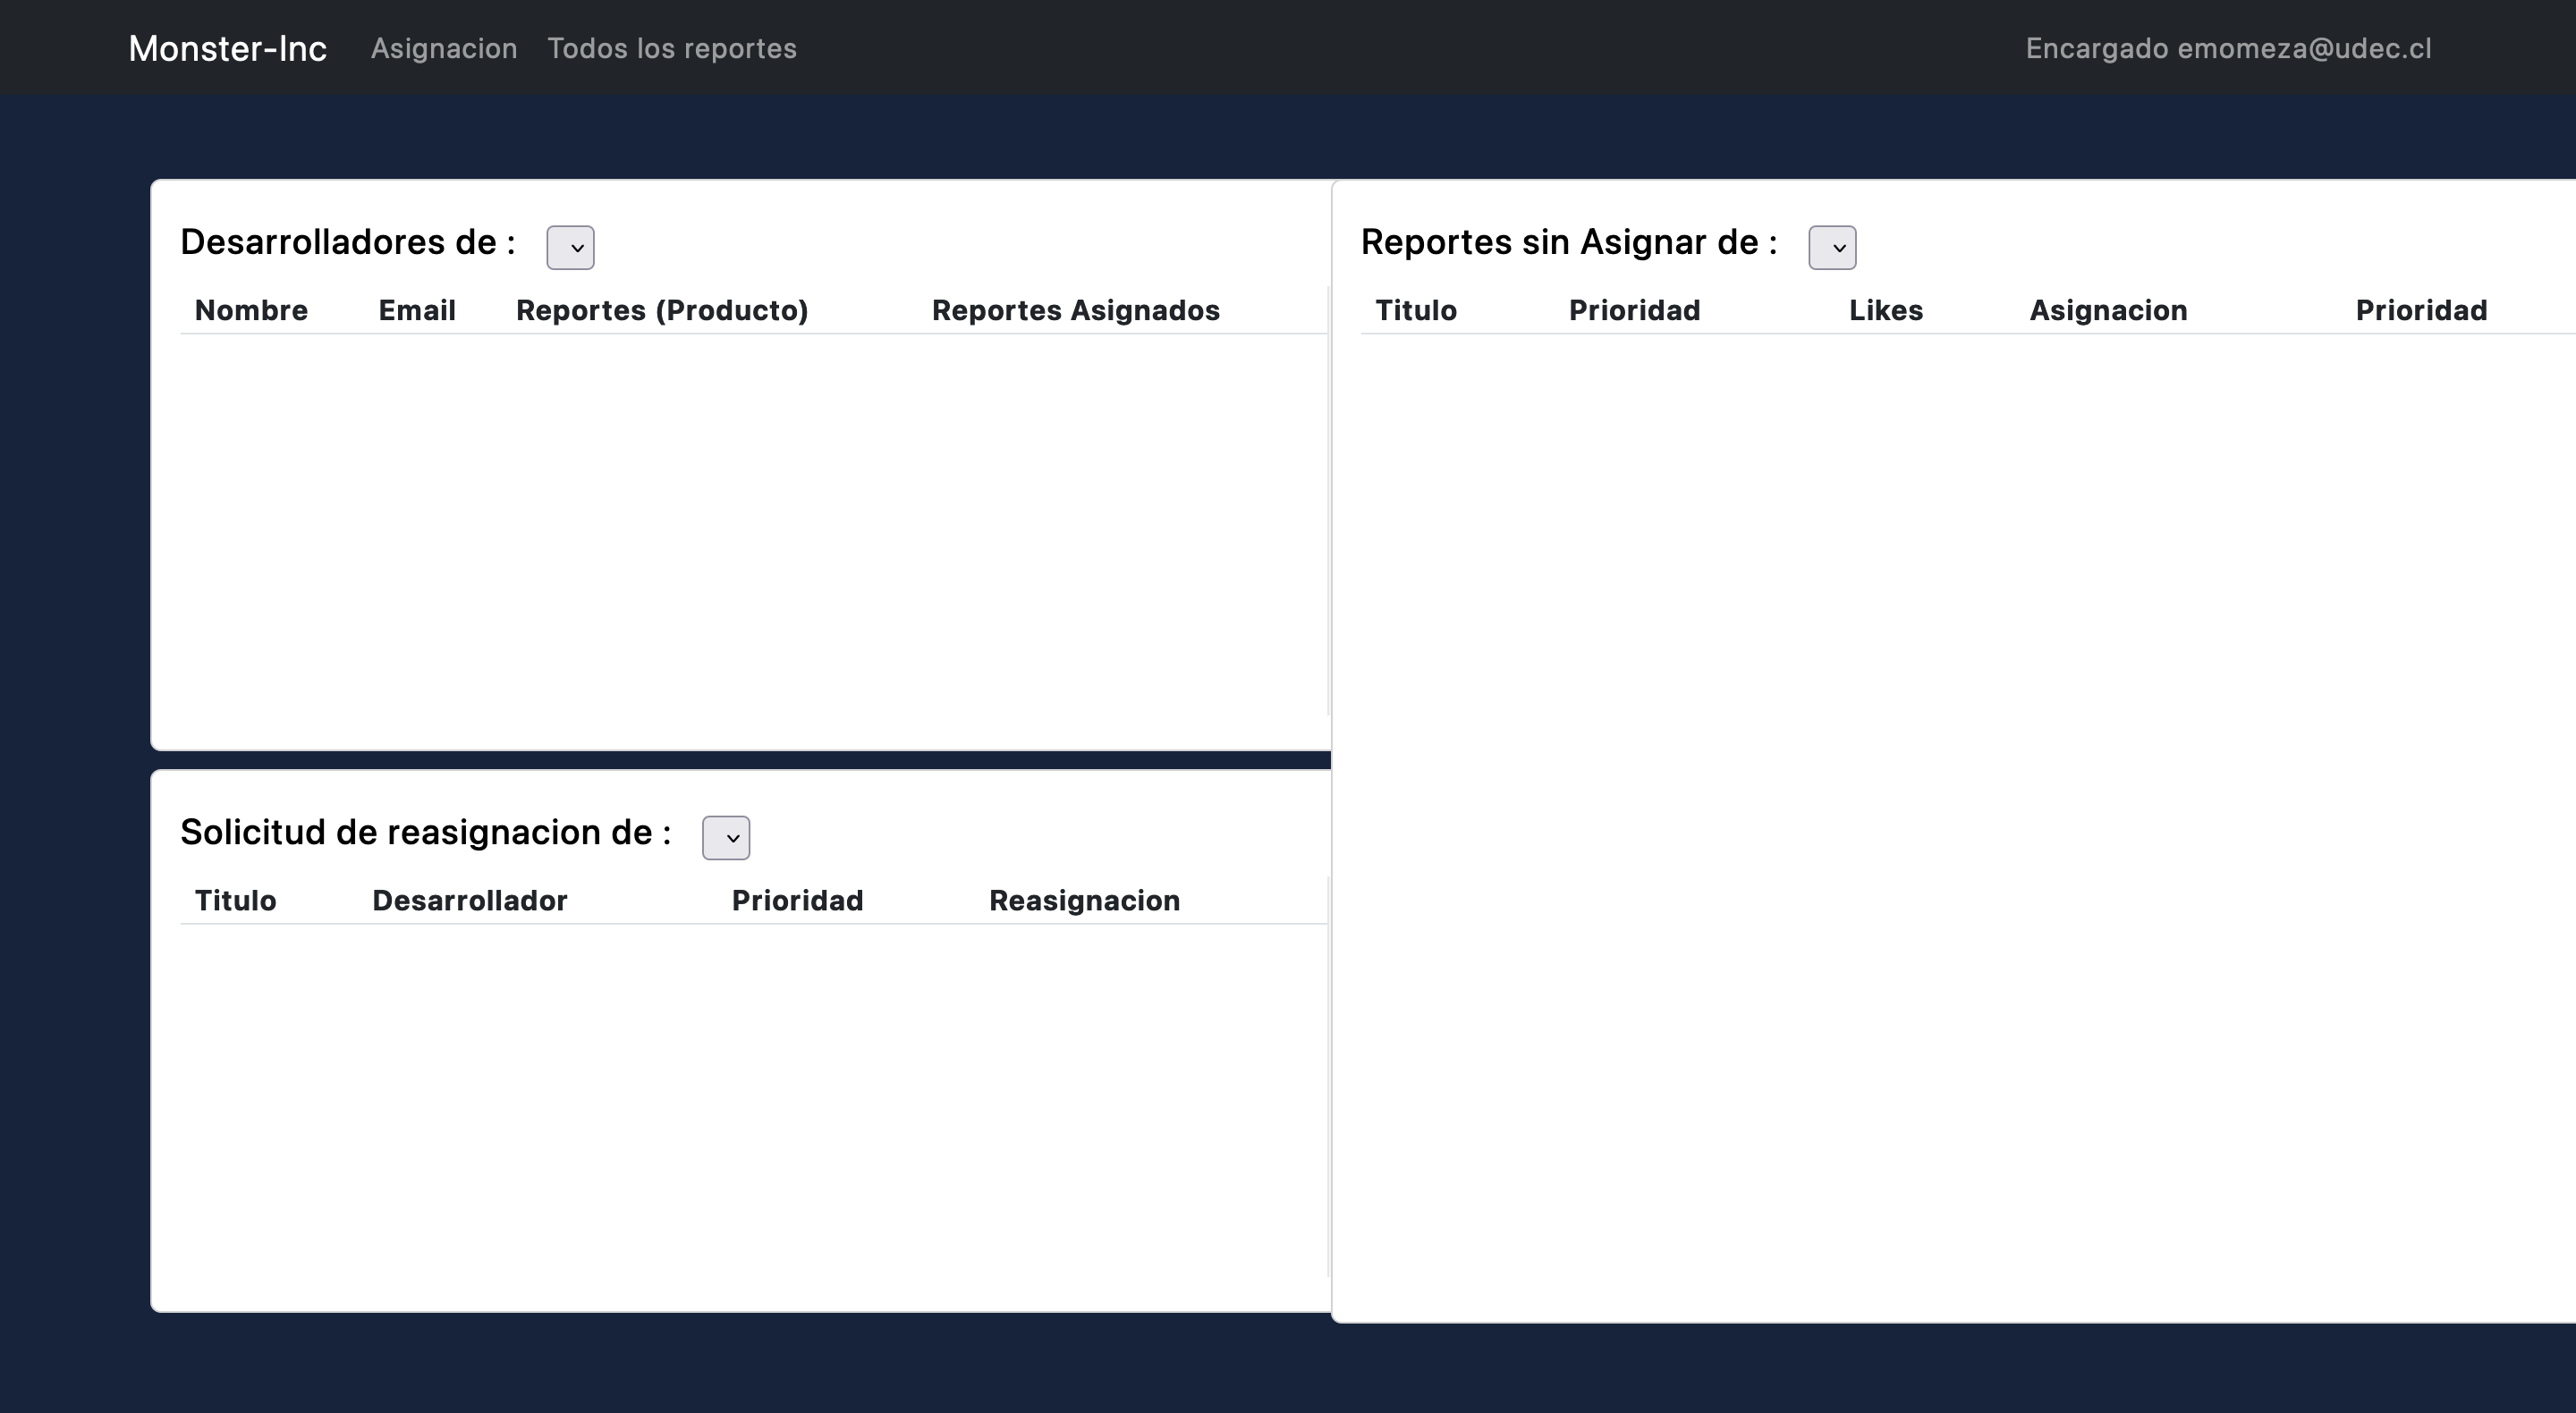 Monster-Inc Asignacion Todos los reportes Encargado emomeza@udec.cl
Desarrolladores de :
Nombre Email Reportes (Producto) Reportes Asignados
Solicitud de reasignacion de :
Titulo Desarrollador Prioridad Reasignacion
Reportes sin Asignar de :
Titulo Prioridad Likes Asignacion Prioridad